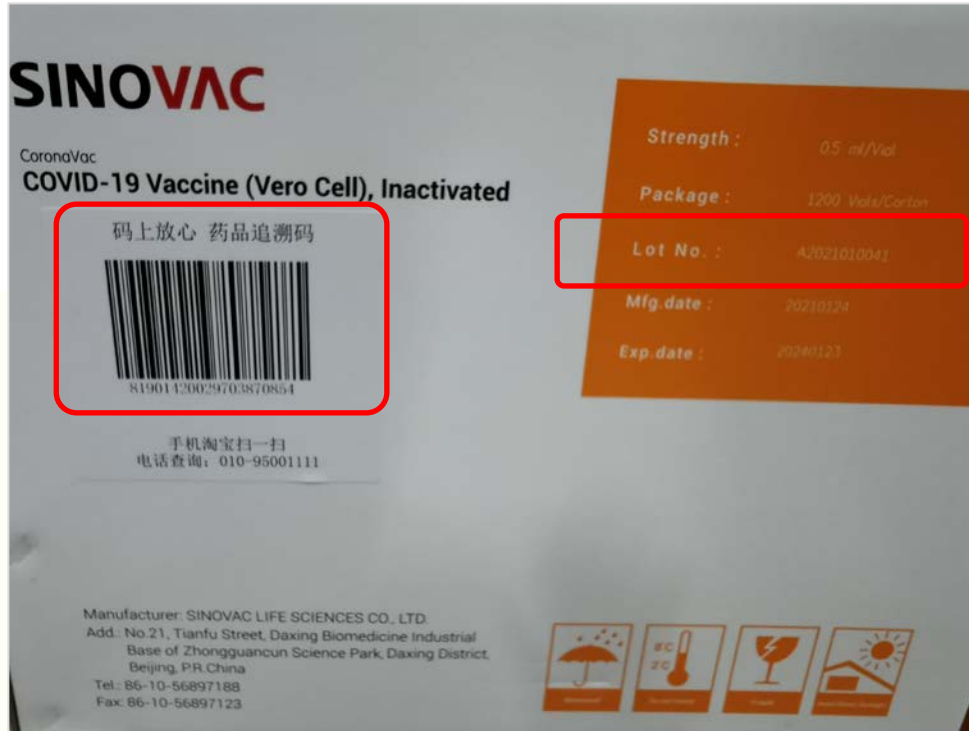 SINOVAC
CoronaVac
COVID-19 Vaccine (Vero Cell), Inactivated
码上放心 药品追溯码
81901420029703870854
手机淘宝扫一扫
电话查询：010-95001111
Strength : 0.5 ml/Vial
Package : 1200 Vials/Carton
Lot No. : A2021010041
Mfg.date : 20210124
Exp.date : 20240123
Manufacturer: SINOVAC LIFE SCIENCES CO., LTD.
Add.: No.21, Tianfu Street, Daxing Biomedicine Industrial
Base of Zhongguancun Science Park, Daxing District,
Beijing, P.R.China
Tel.: 86-10-56897188
Fax: 86-10-56897123
8°C
2°C